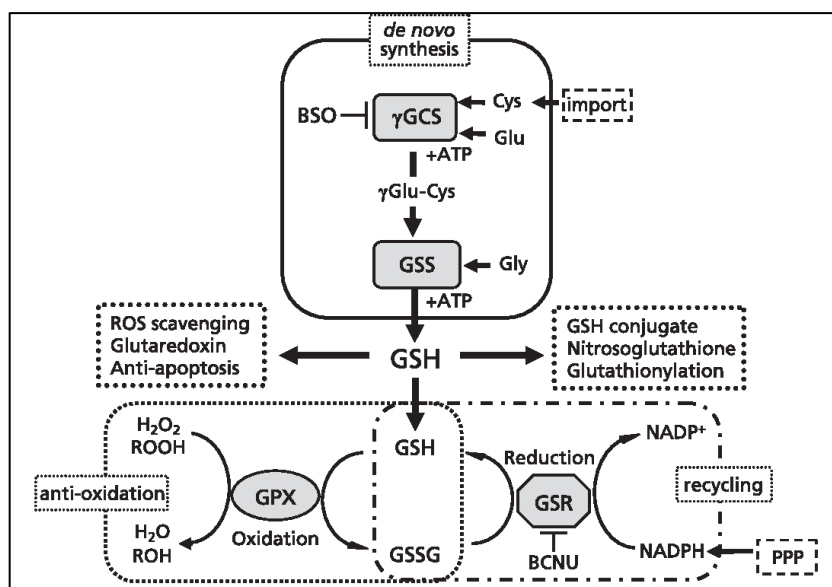 de novo
synthesis
BSO
γGCS
Cys
import
Glu
+ATP
γGlu-Cys
GSS
Gly
+ATP
ROS scavenging
Glutaredoxin
Anti-apoptosis
GSH
GSH conjugate
Nitrosoglutathione
Glutathionylation
H₂O₂
ROOH
GSH
Reduction
NADP⁺
anti-oxidation
GPX
GSR
recycling
H₂O
ROH
Oxidation
GSSG
BCNU
NADPH
PPP